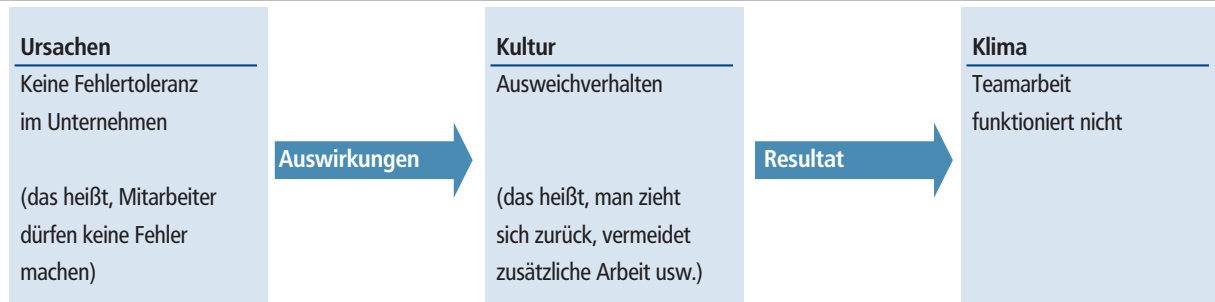 Ursachen
Keine Fehlertoleranz
im Unternehmen
(das heißt, Mitarbeiter
dürfen keine Fehler
machen)
Auswirkungen
Kultur
Ausweichverhalten
(das heißt, man zieht
sich zurück, vermeidet
zusätzliche Arbeit usw.)
Resultat
Klima
Teamarbeit
funktioniert nicht